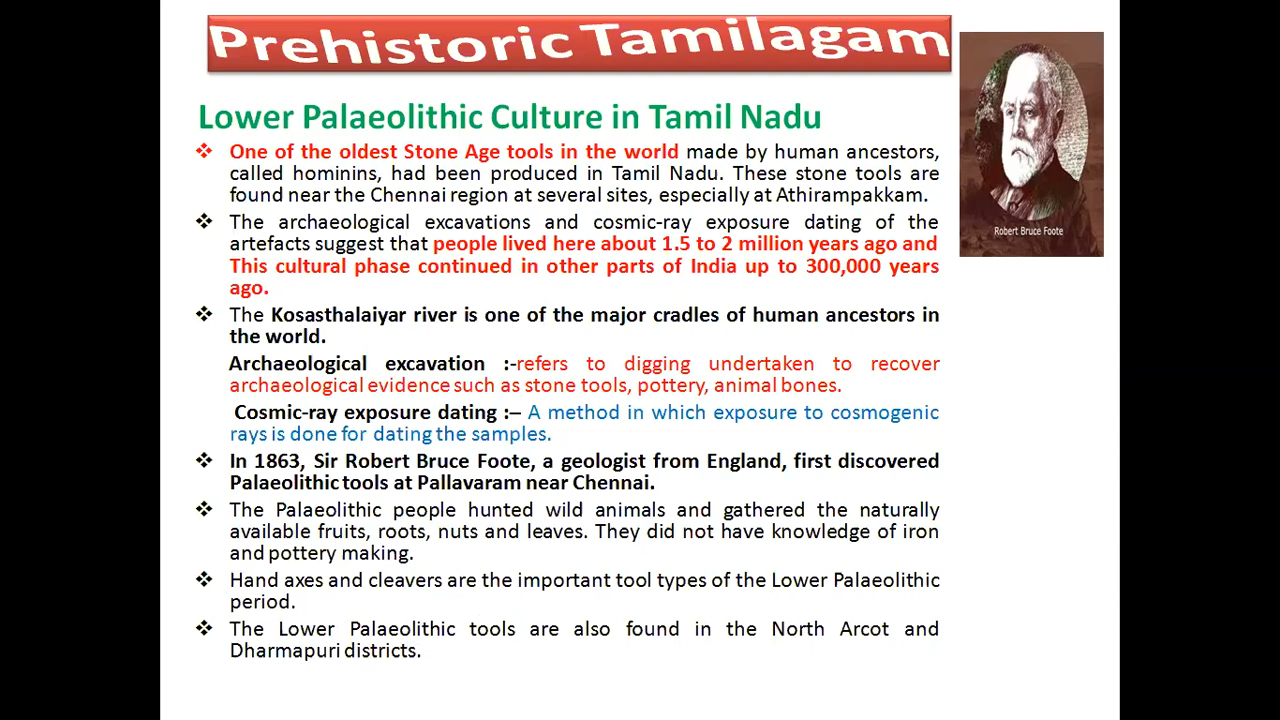 Prehistoric Tamilagam
Lower Palaeolithic Culture in Tamil Nadu
❖ One of the oldest Stone Age tools in the world made by human ancestors,
called hominins, had been produced in Tamil Nadu. These stone tools are
found near the Chennai region at several sites, especially at Athirampakkam.
❖ The archaeological excavations and cosmic-ray exposure dating of the
artefacts suggest that people lived here about 1.5 to 2 million years ago and
This cultural phase continued in other parts of India up to 300,000 years
ago.
❖ The Kosasthalaiyar river is one of the major cradles of human ancestors in
the world.
Archaeological excavation :-refers to digging undertaken to recover
archaeological evidence such as stone tools, pottery, animal bones.
Cosmic-ray exposure dating :– A method in which exposure to cosmogenic
rays is done for dating the samples.
❖ In 1863, Sir Robert Bruce Foote, a geologist from England, first discovered
Palaeolithic tools at Pallavaram near Chennai.
❖ The Palaeolithic people hunted wild animals and gathered the naturally
available fruits, roots, nuts and leaves. They did not have knowledge of iron
and pottery making.
❖ Hand axes and cleavers are the important tool types of the Lower Palaeolithic
period.
❖ The Lower Palaeolithic tools are also found in the North Arcot and
Dharmapuri districts.
Robert Bruce Foote